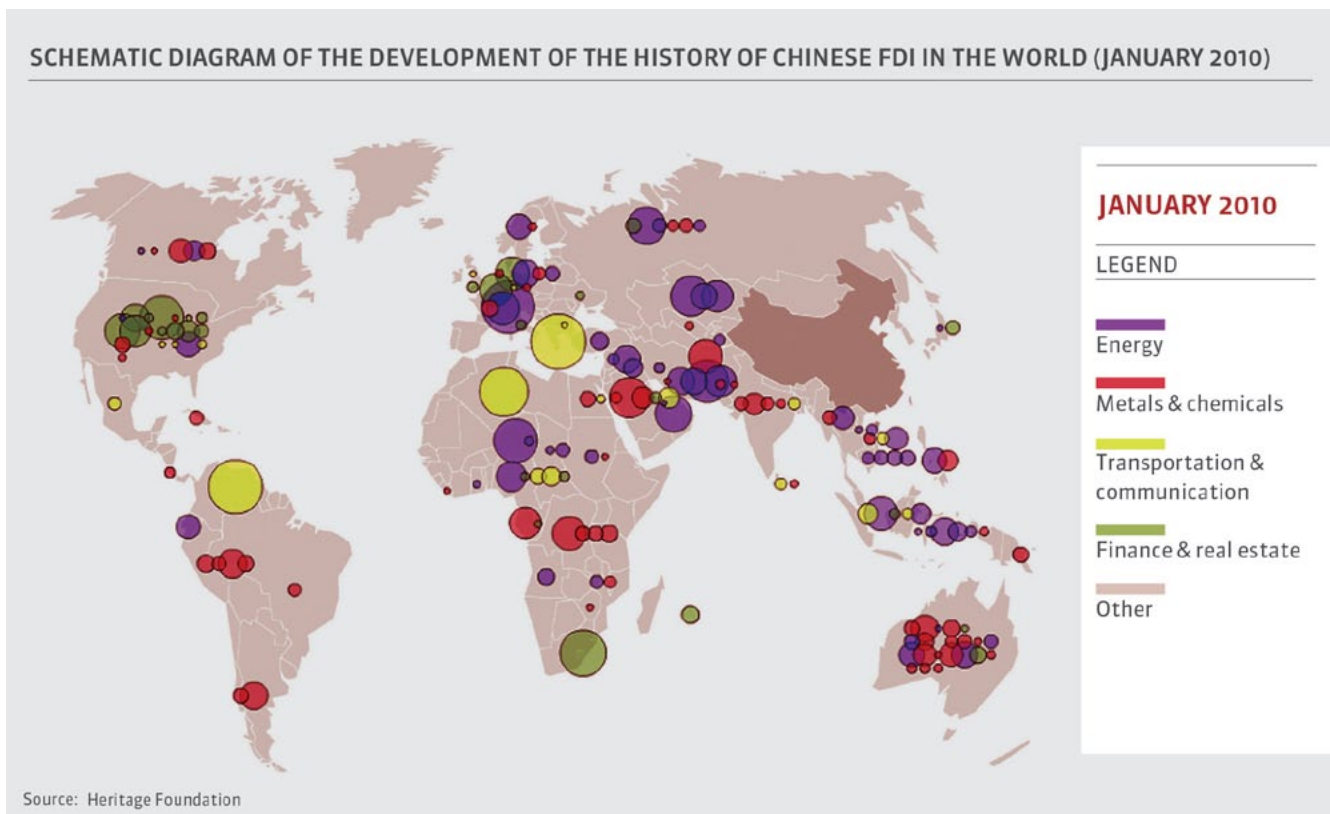 SCHEMATIC DIAGRAM OF THE DEVELOPMENT OF THE HISTORY OF CHINESE FDI IN THE WORLD (JANUARY 2010)
JANUARY 2010
LEGEND
Energy
Metals & chemicals
Transportation &
communication
Finance & real estate
Other
Source: Heritage Foundation